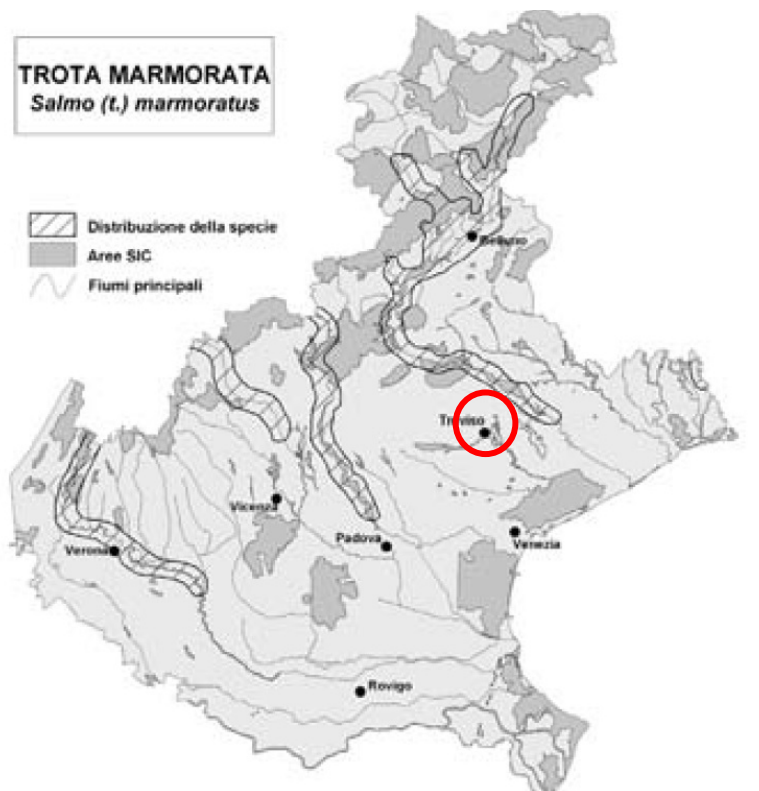 TROTA MARMORATA
Salmo (t.) marmoratus
Distribuzione della specie
Aree SIC
Fiumi principali
Belluno
Treviso
Vicenza
Padova
Venezia
Verona
Rovigo